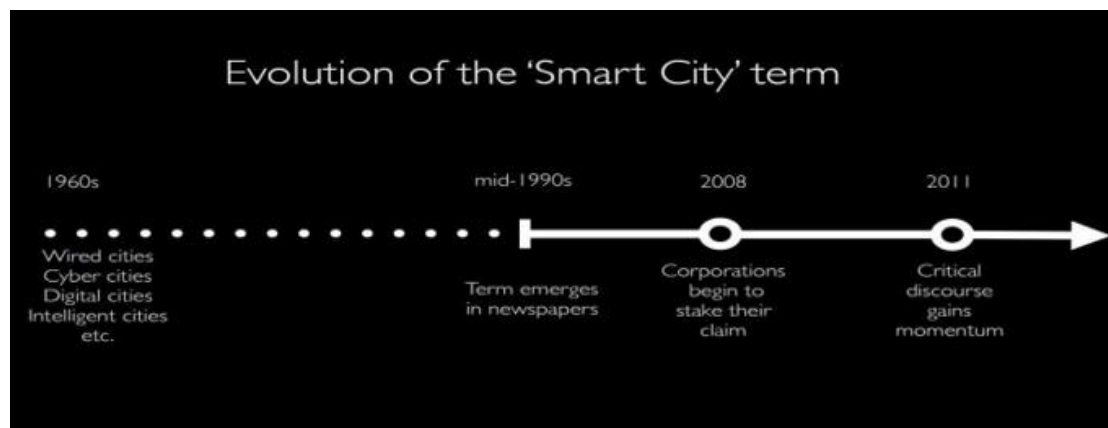 Evolution of the ‘Smart City’ term
1960s
mid-1990s
2008
2011
Wired cities
Cyber cities
Digital cities
Intelligent cities
etc.
Term emerges
in newspapers
Corporations
begin to
stake their
claim
Critical
discourse
gains
momentum